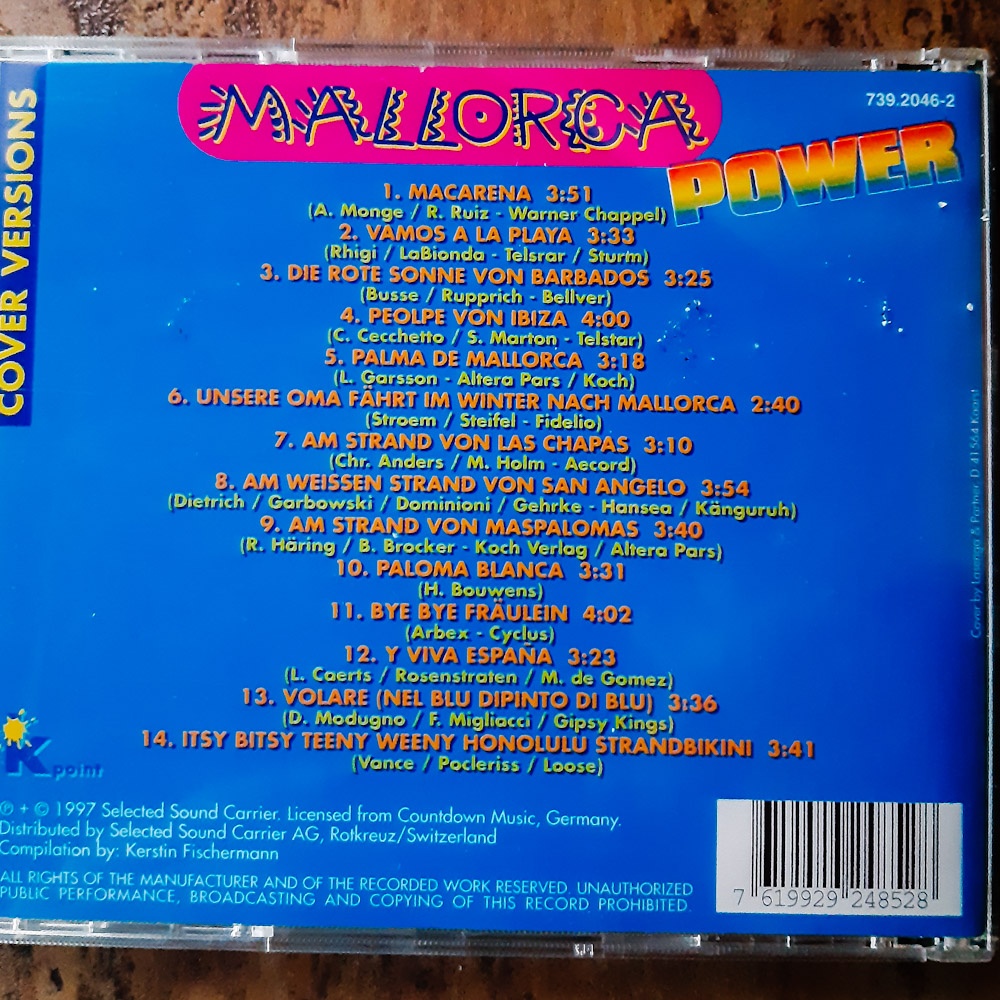 COVER VERSIONS
MALLORCA
POWER
739.2046-2
1. MACARENA 3:51
(A. Monge / R. Ruiz - Warner Chappel)
2. VAMOS A LA PLAYA 3:33
(Rhigi / LaBionda - Telsrar / Sturm)
3. DIE ROTE SONNE VON BARBADOS 3:25
(Busse / Rupprich - Bellver)
4. PEOLPE VON IBIZA 4:00
(C. Cecchetto / S. Marton - Telstar)
5. PALMA DE MALLORCA 3:18
(L. Garsson - Altera Pars / Koch)
6. UNSERE OMA FÄHRT IM WINTER NACH MALLORCA 2:40
(Stroem / Steifel - Fidelio)
7. AM STRAND VON LAS CHAPAS 3:10
(Chr. Anders / M. Holm - Aecord)
8. AM WEISSEN STRAND VON SAN ANGELO 3:54
(Dietrich / Garbowski / Dominioni / Gehrke - Hansea / Känguruh)
9. AM STRAND VON MASPALOMAS 3:40
(R. Häring / B. Brocker - Koch Verlag / Altera Pars)
10. PALOMA BLANCA 3:31
(H. Bouwens)
11. BYE BYE FRÄULEIN 4:02
(Arbex - Cyclus)
12. Y VIVA ESPAÑA 3:23
(L. Caerts / Rosenstraten / M. de Gomez)
13. VOLARE (NEL BLU DIPINTO DI BLU) 3:36
(D. Modugno / F. Migliacci / Gipsy Kings)
14. ITSY BITSY TEENY WEENY HONOLULU STRANDBIKINI 3:41
(Vance / Pocleriss / Loose)
K point
℗ + © 1997 Selected Sound Carrier. Licensed from Countdown Music, Germany.
Distributed by Selected Sound Carrier AG, Rotkreuz/Switzerland
Compilation by: Kerstin Fischermann
ALL RIGHTS OF THE MANUFACTURER AND OF THE RECORDED WORK RESERVED. UNAUTHORIZED
PUBLIC PERFORMANCE, BROADCASTING AND COPYING OF THIS RECORD PROHIBITED.
7 619929 248528
Cover by Lasenga & Partner, D 41564 Kaarst